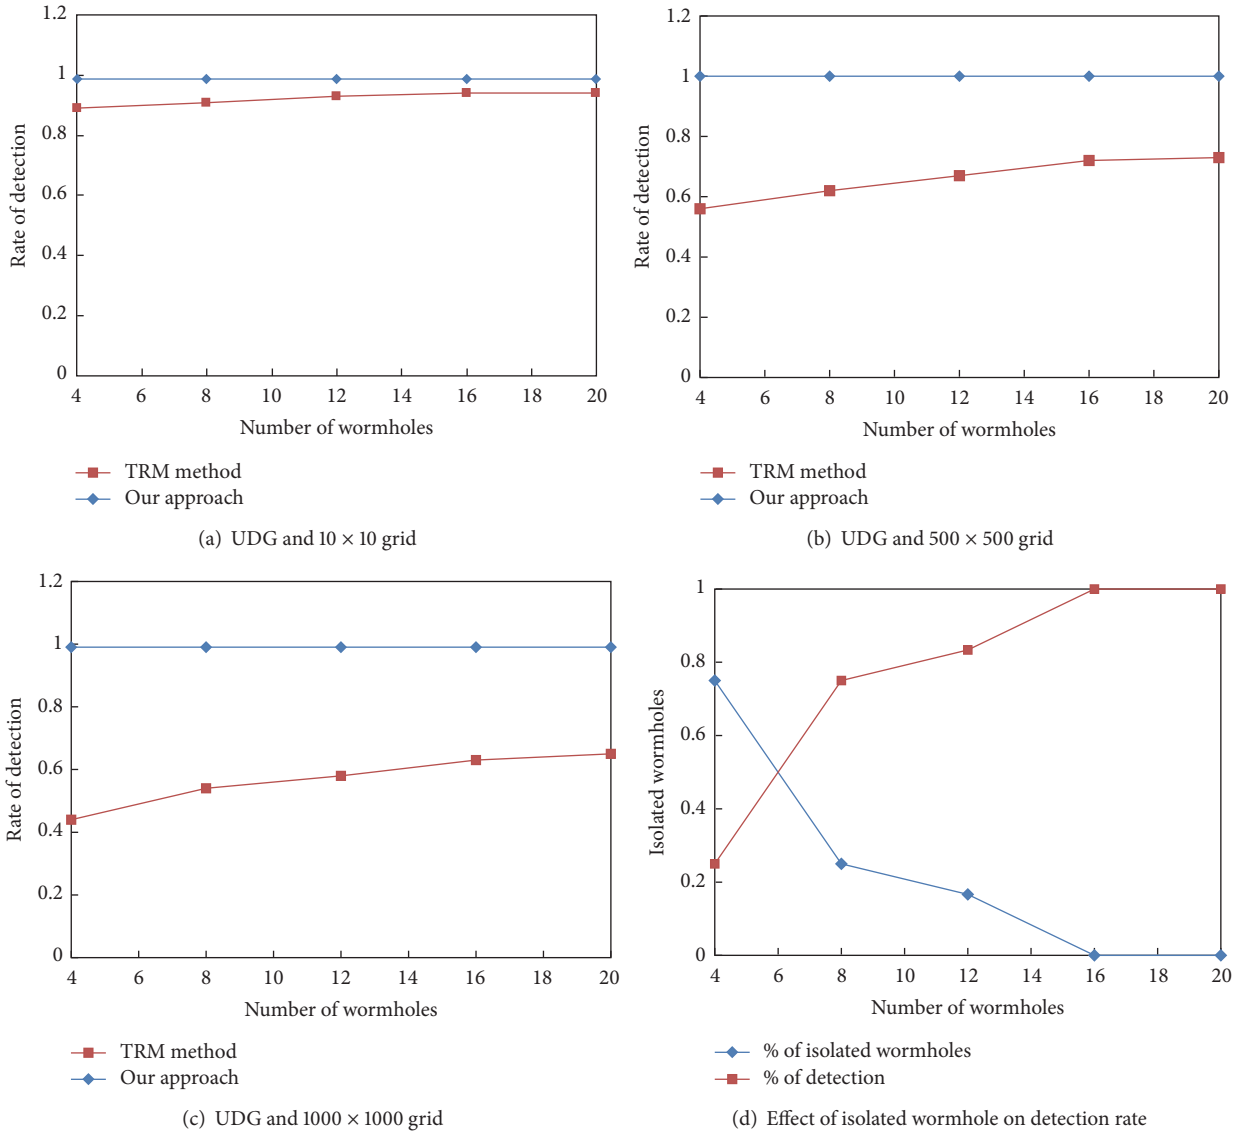 1.2
1
0.8
0.6
0.4
0.2
0
Rate of detection
4 6 8 10 12 14 16 18 20
Number of wormholes
TRM method
Our approach
(a) UDG and 10 × 10 grid
1.2
1
0.8
0.6
0.4
0.2
0
Rate of detection
4 6 8 10 12 14 16 18 20
Number of wormholes
TRM method
Our approach
(b) UDG and 500 × 500 grid
1.2
1
0.8
0.6
0.4
0.2
0
Rate of detection
4 6 8 10 12 14 16 18 20
Number of wormholes
TRM method
Our approach
(c) UDG and 1000 × 1000 grid
1
0.8
0.6
0.4
0.2
0
Isolated wormholes
4 6 8 10 12 14 16 18 20
Number of wormholes
% of isolated wormholes
% of detection
(d) Effect of isolated wormhole on detection rate